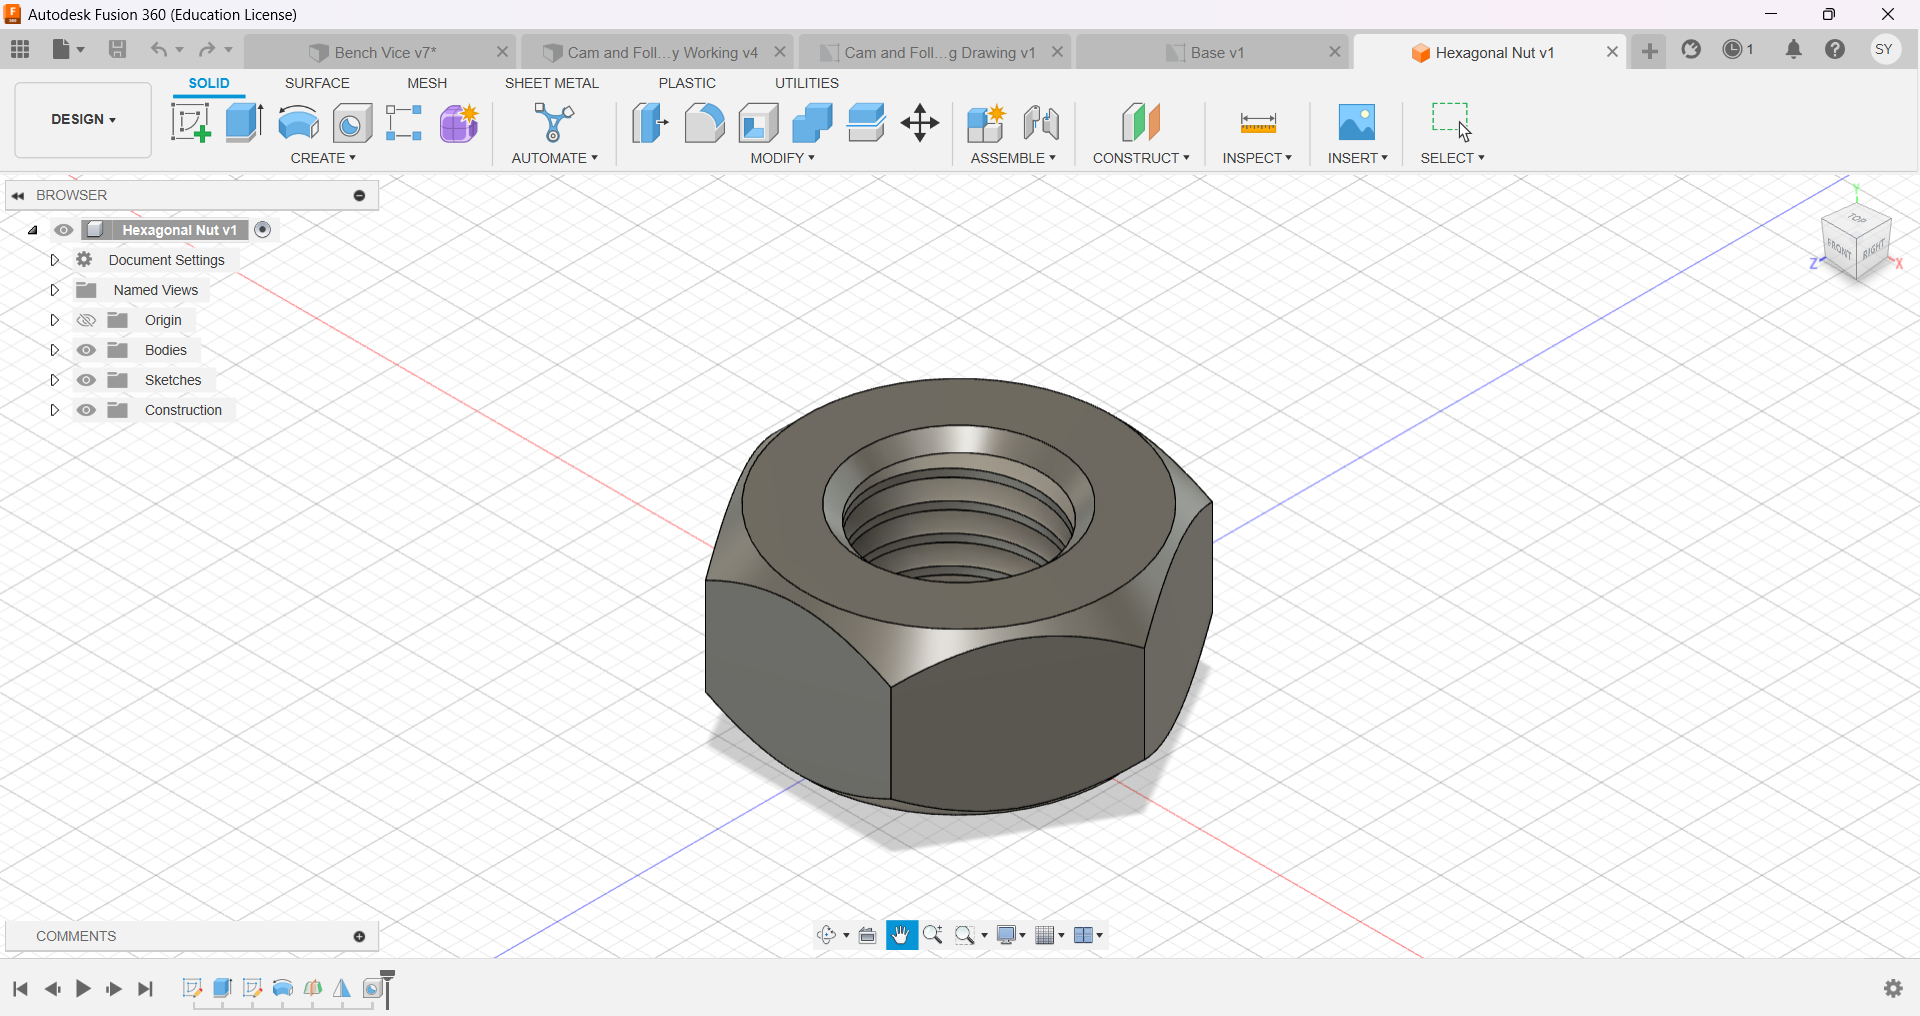 Autodesk Fusion 360 (Education License)
Bench Vice v7*
Cam and Foll...y Working v4
Cam and Foll...g Drawing v1
Base v1
Hexagonal Nut v1
1
SY
SOLID SURFACE MESH SHEET METAL PLASTIC UTILITIES
DESIGN
CREATE AUTOMATE MODIFY ASSEMBLE CONSTRUCT INSPECT INSERT SELECT
BROWSER
Hexagonal Nut v1
Document Settings
Named Views
Origin
Bodies
Sketches
Construction
Y
TOP
FRONT RIGHT
Z X
COMMENTS